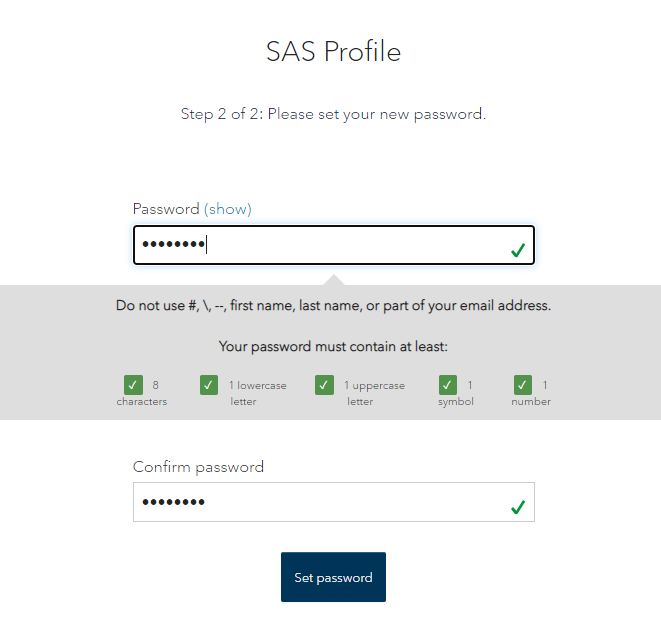 SAS Profile
Step 2 of 2: Please set your new password.
Password (show)
••••••••
Do not use #, \, --, first name, last name, or part of your email address.
Your password must contain at least:
8 characters
1 lowercase letter
1 uppercase letter
1 symbol
1 number
Confirm password
••••••••
Set password